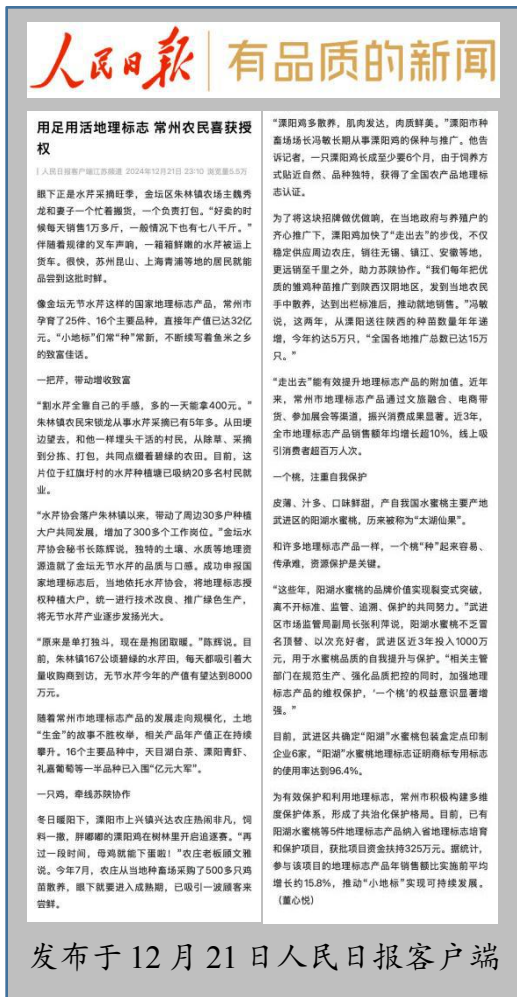 人民日报 有品质的新闻
用足用活地理标志 常州农民喜获授
权
人民日报客户端江苏频道 2024年12月21日 23:10 浏览量5.5万
眼下正是水芹采摘旺季，金坛区朱林镇农场主魏秀
龙和妻子一个忙着搬货，一个负责打包。“好卖的时
候每天销售1万多斤，一般情况下也有七八千斤。”
伴随着规律的叉车声响，一箱箱鲜嫩的水芹被运上
货车。很快，苏州昆山、上海青浦等地的居民就能
品尝到这批时鲜。
像金坛无节水芹这样的国家地理标志产品，常州市
孕育了25件、16个主要品种，直接年产值已达32亿
元。“小地标”们常“种”常新，不断续写着鱼米之乡
的致富佳话。
一把芹，带动增收致富
“割水芹全靠自己的手感，多的一天能拿400元。”
朱林镇农民宋锁龙从事水芹采摘已有5年多。从田埂
边望去，和他一样埋头干活的村民，从除草、采摘
到分拣、打包，共同点缀着碧绿的农田。目前，这
片位于红旗圩村的水芹种植塘已吸纳20多名村民就
业。
“水芹协会落户朱林镇以来，带动了周边30多户种植
大户共同发展，增加了300多个工作岗位。”金坛水
芹协会秘书长陈辉说，独特的土壤、水质等地理资
源造就了金坛无节水芹的品质与口感。成功申报国
家地理标志后，当地依托水芹协会，将地理标志授
权种植大户，统一进行技术改良、推广绿色生产，
将无节水芹产业逐步发扬光大。
“原来是单打独斗，现在是抱团取暖。”陈辉说。目
前，朱林镇167公顷碧绿的水芹田，每天都吸引着大
量收购商到访，无节水芹今年的产值有望达到8000
万元。
随着常州市地理标志产品的发展走向规模化，土地
“生金”的故事不胜枚举，相关产品年产值正在持续
攀升。16个主要品种中，天目湖白茶、溧阳青虾、
礼嘉葡萄等一半品种已入围“亿元大军”。
一只鸡，牵线苏陕协作
冬日暖阳下，溧阳市上兴镇兴达农庄热闹非凡，饲
料一撒，胖嘟嘟的溧阳鸡在树林里开启追逐赛。“再
过一段时间，母鸡就能下蛋啦！”农庄老板顾文雅
说。今年7月，农庄从当地种畜场采购了500多只鸡
苗散养，眼下就要进入成熟期，已吸引一波顾客来
尝鲜。
“溧阳鸡多散养，肌肉发达，肉质鲜美。”溧阳市种
畜场场长冯敏长期从事溧阳鸡的保种与推广。他告
诉记者，一只溧阳鸡长成至少要6个月，由于饲养方
式贴近自然、品种独特，获得了全国农产品地理标
志认证。
为了将这块招牌做优做响，在当地政府与养殖户的
齐心推广下，溧阳鸡加快了“走出去”的步伐，不仅
稳定供应周边农庄，销往无锡、镇江、安徽等地，
更远销至千里之外，助力苏陕协作。“我们每年把优
质的雏鸡种苗推广到陕西汉阴地区，发到当地农民
手中散养，达到出栏标准后，推动就地销售。”冯敏
说，这两年，从溧阳送往陕西的种苗数量年年递
增，今年约达5万只，“全国各地推广总数已达15万
只。”
“走出去”能有效提升地理标志产品的附加值。近年
来，常州市地理标志产品通过文旅融合、电商带
货、参加展会等渠道，振兴消费成果显著。近3年，
全市地理标志产品销售额年均增长超10%，线上吸
引消费者超百万人次。
一个桃，注重自我保护
皮薄、汁多、口味鲜甜，产自我国水蜜桃主要产地
武进区的阳湖水蜜桃，历来被称为“太湖仙果”。
和许多地理标志产品一样，一个桃“种”起来容易、
传承难，资源保护是关键。
“这些年，阳湖水蜜桃的品牌价值实现裂变式突破，
离不开标准、监管、追溯、保护的共同努力。”武进
区市场监管局副局长张利萍说，阳湖水蜜桃不乏冒
名顶替、以次充好者，武进区近3年投入1000万
元，用于水蜜桃品质的自我提升与保护。“相关主管
部门在规范生产、强化品质把控的同时，加强地理
标志产品的维权保护，‘一个桃’的权益意识显著增
强。”
目前，武进区共确定“阳湖”水蜜桃包装盒定点印制
企业6家，“阳湖”水蜜桃地理标志证明商标专用标志
的使用率达到96.4%。
为有效保护和利用地理标志，常州市积极构建多维
度保护体系，形成了共治化保护格局。目前，已有
阳湖水蜜桃等5件地理标志产品纳入省地理标志培育
和保护项目，获批项目资金扶持325万元。据统计，
参与该项目的地理标志产品年销售额比实施前平均
增长约15.8%，推动“小地标”实现可持续发展。
（董心悦）
发布于12月21日人民日报客户端